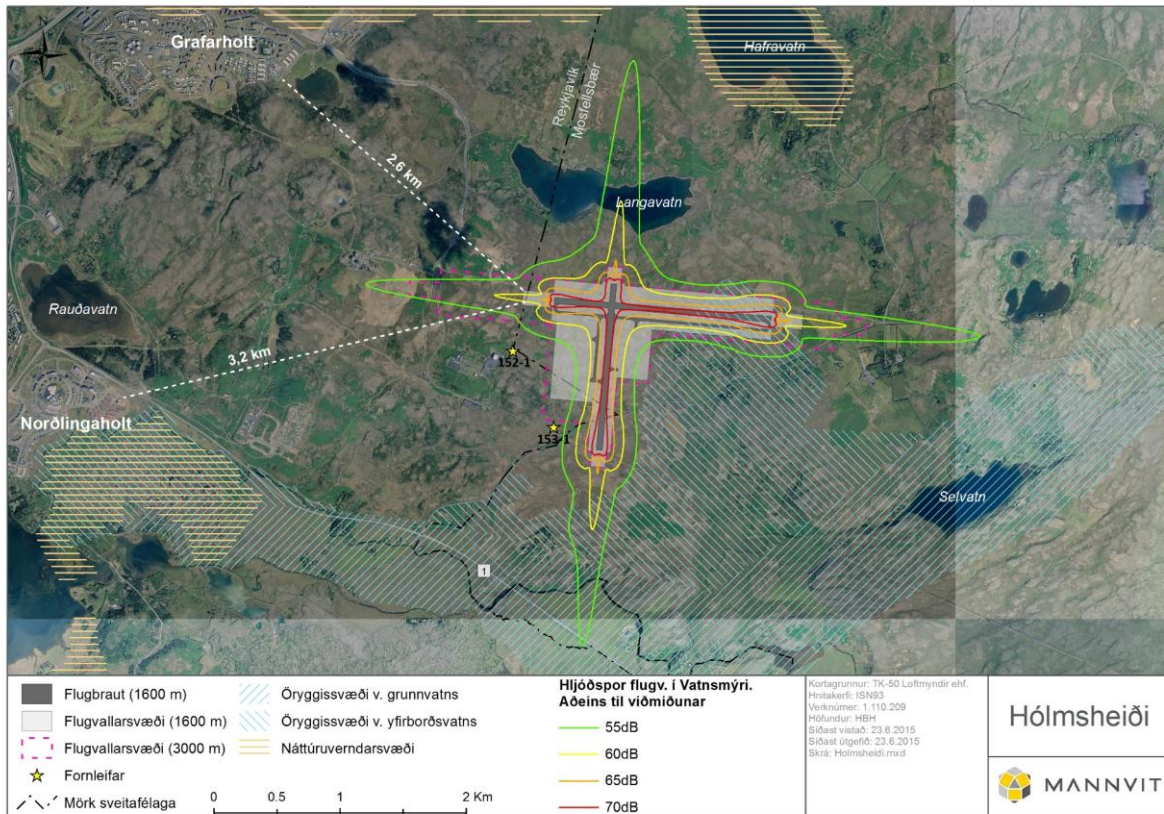 Grafarholt
Hafravatn
Reykjavík
Mosfellsbær
2.6 km
Langavatn
Rauðavatn
3,2 km
152-1
Norðlingaholt
153-1
Selvatn
1
Flugbraut (1600 m)
Flugvallarsvæði (1600 m)
Flugvallarsvæði (3000 m)
Fornleifar
Mörk sveitafélaga
Öryggissvæði v. grunnvatns
Öryggissvæði v. yfirborðsvatns
Náttúruverndarsvæði
0 0.5 1 2 Km
Hljóðspor flugv. í Vatnsmýri.
Aðeins til viðmiðunar
55dB
60dB
65dB
70dB
Kortagrunnur: TK-50 Loftmyndir ehf.
Hnitakerfi: ISN93
Verknúmer: 1.110.209
Höfundur: HBH
Síðast vistað: 23.6.2015
Síðast útgefið: 23.6.2015
Skrá: Holmsheidi.mxd
Hólmsheiði
MANNVIT